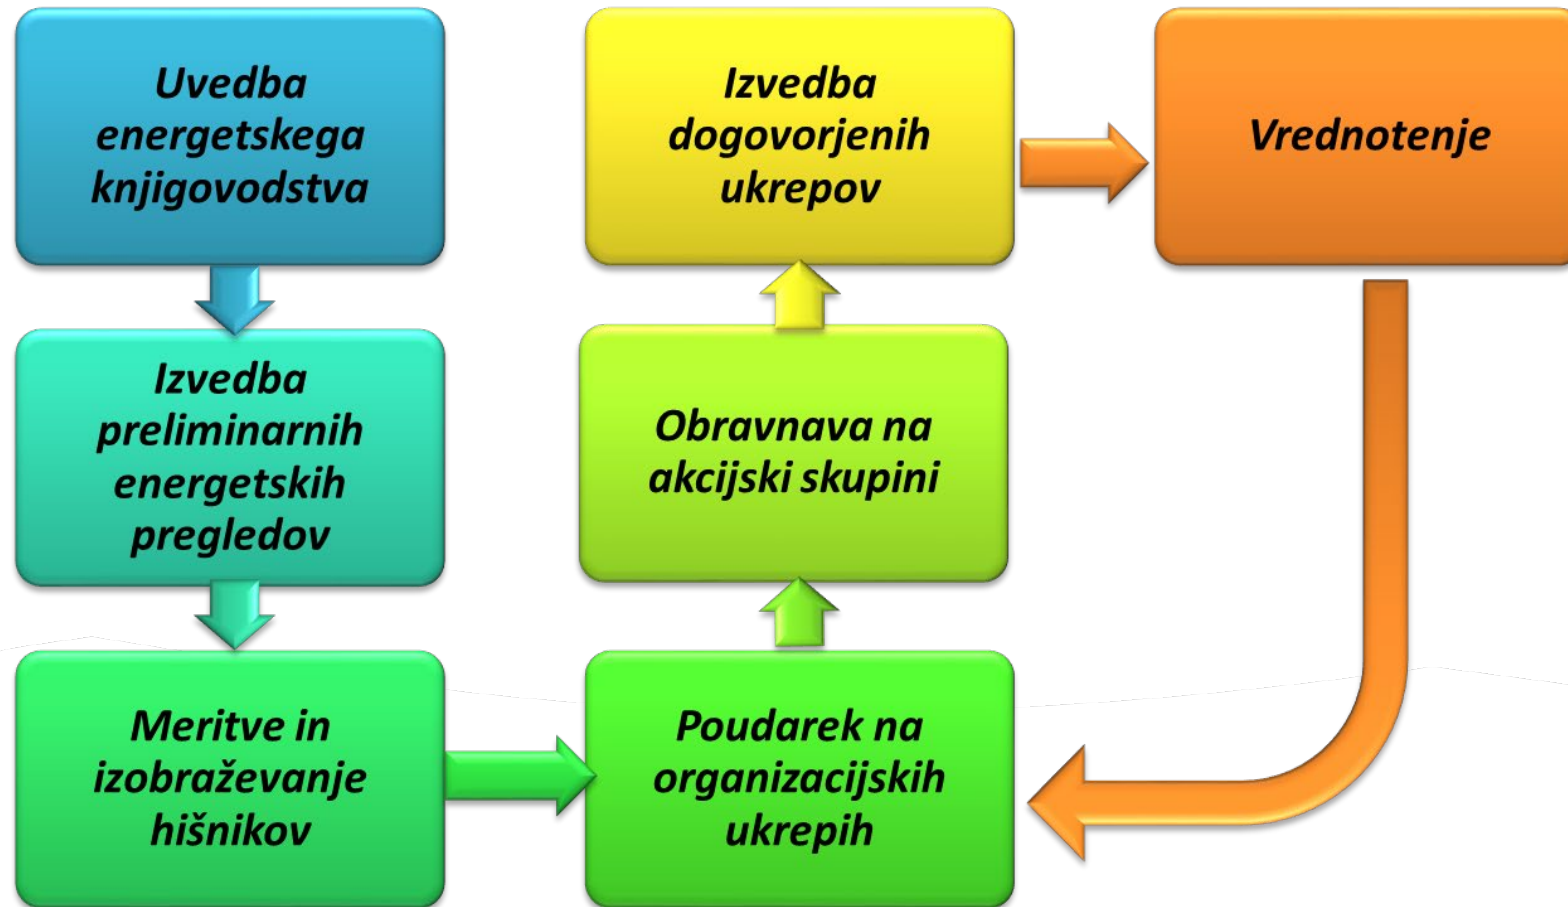 Uvedba
energetskega
knjigovodstva
Izvedba
preliminarnih
energetskih
pregledov
Meritve in
izobraževanje
hišnikov
Poudarek na
organizacijskih
ukrepih
Obravnava na
akcijski skupini
Izvedba
dogovorjenih
ukrepov
Vrednotenje